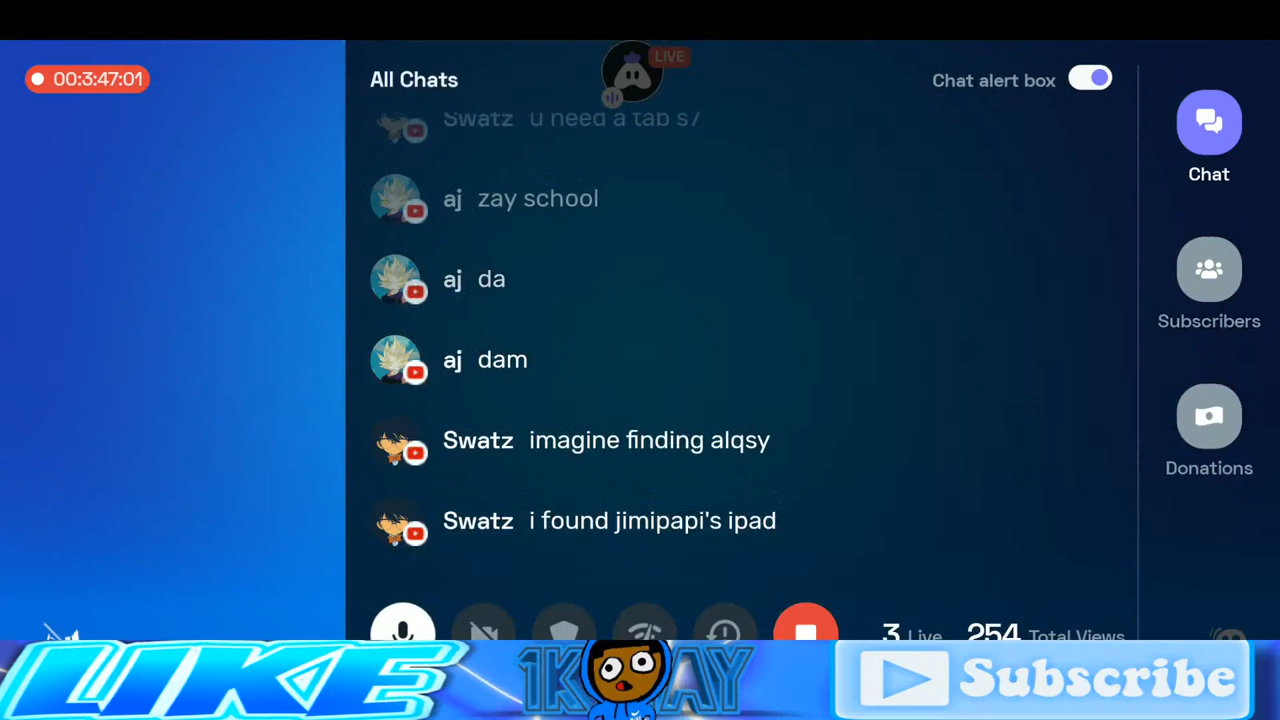 00:3:47:01
All Chats
LIVE
Chat alert box
Swatz u need a tab s7
aj zay school
Chat
aj da
Subscribers
aj dam
Swatz imagine finding alqsy
Donations
Swatz i found jimipapi's ipad
3 Live 254 Total Views
LIKE
Subscribe